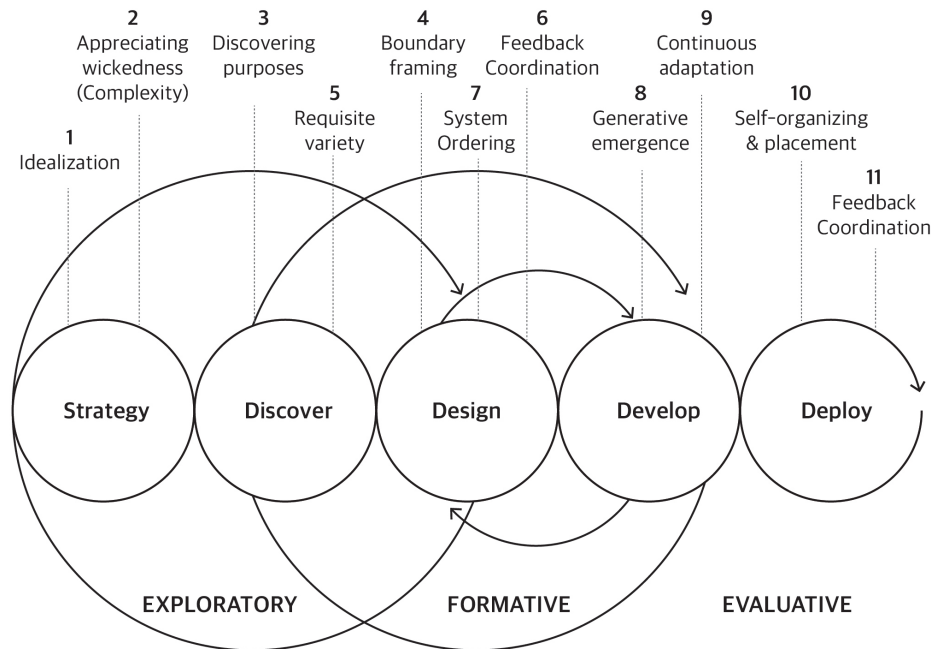 1
Idealization
2
Appreciating
wickedness
(Complexity)
3
Discovering
purposes
5
Requisite
variety
4
Boundary
framing
7
System
Ordering
6
Feedback
Coordination
8
Generative
emergence
9
Continuous
adaptation
10
Self-organizing
& placement
11
Feedback
Coordination
Strategy
Discover
Design
Develop
Deploy
EXPLORATORY
FORMATIVE
EVALUATIVE